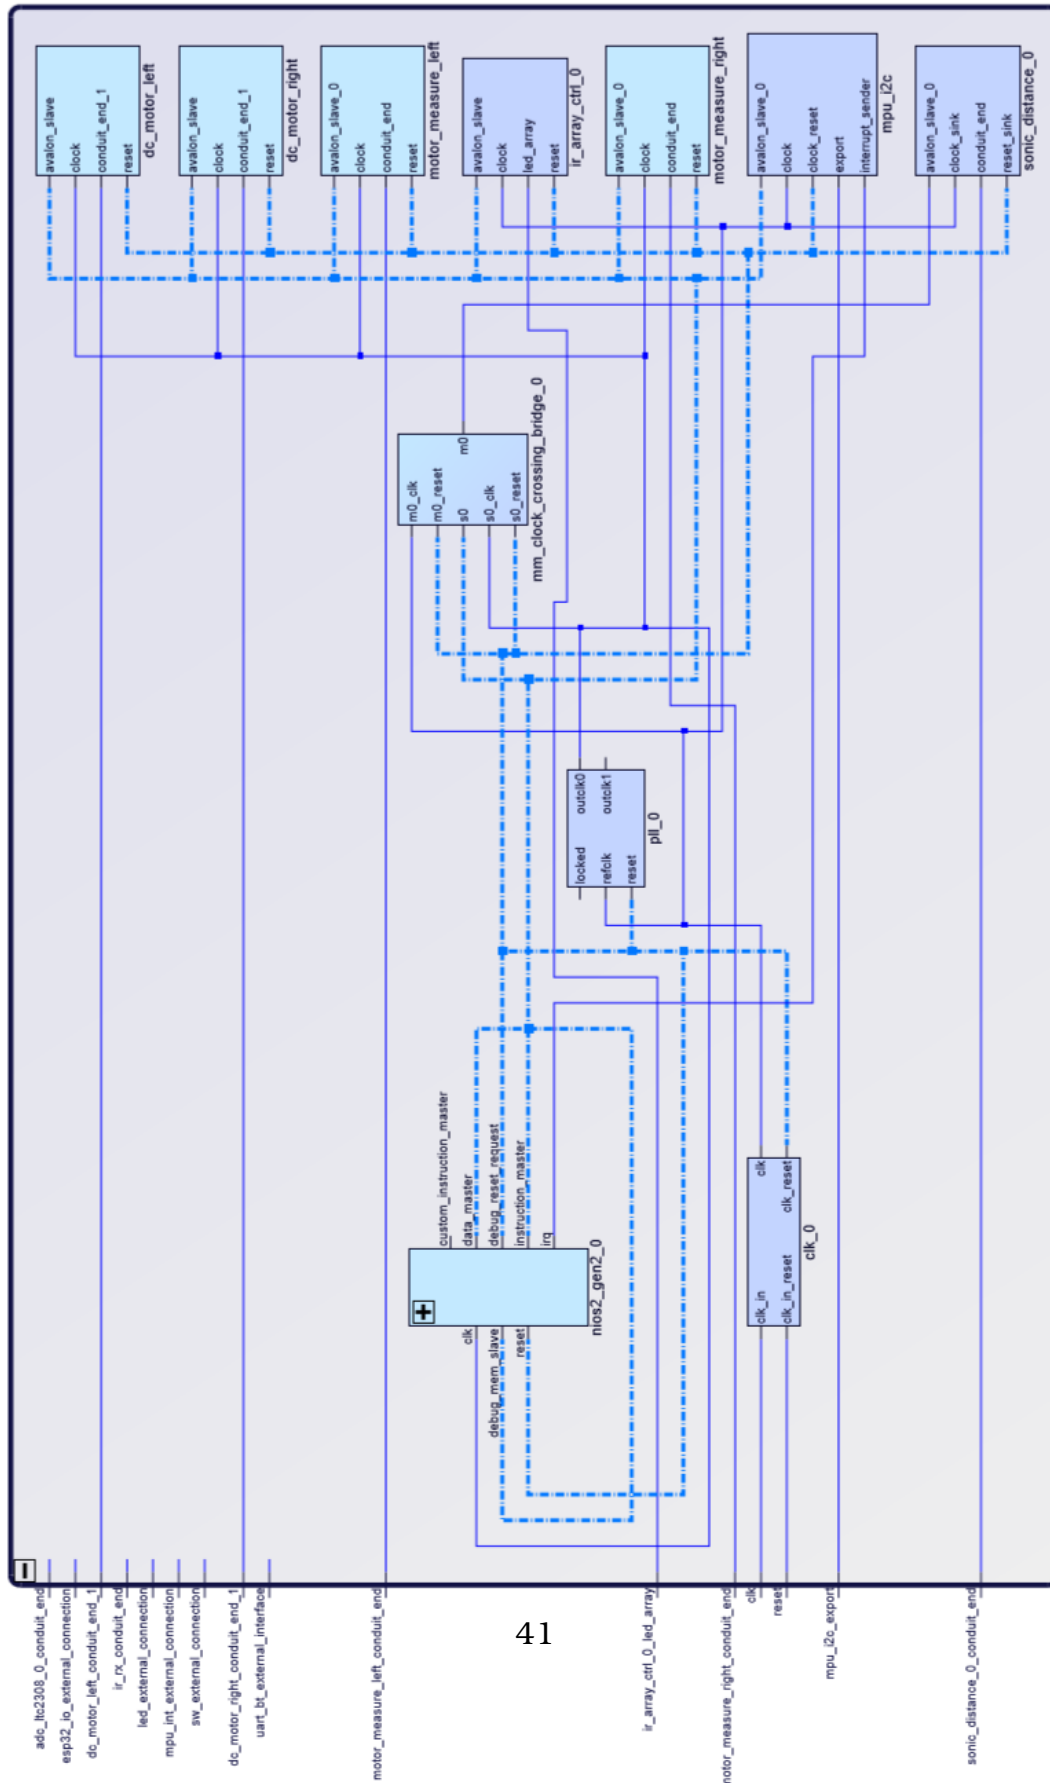 avalon_slave
clock
conduit_end_1
reset
dc_motor_left
avalon_slave
clock
conduit_end_1
reset
dc_motor_right
avalon_slave_0
clock
conduit_end
reset
motor_measure_left
avalon_slave
clock
led_array
reset
ir_array_ctrl_0
avalon_slave_0
clock
conduit_end
reset
motor_measure_right
avalon_slave_0
clock
clock_reset
export
interrupt_sender
mpu_i2c
avalon_slave_0
clock_sink
conduit_end
reset_sink
sonic_distance_0
m0_clk
m0_reset
s0
s0_clk
s0_reset
m0
mm_clock_crossing_bridge_0
locked
refclk
reset
outclk0
outclk1
pll_0
custom_instruction_master
data_master
debug_reset_request
instruction_master
irq
clk
debug_mem_slave
reset
nios2_gen2_0
clk_in
clk_in_reset
clk
clk_reset
clk_0
adc_ltc2308_0_conduit_end
esp32_io_external_connection
dc_motor_left_conduit_end_1
ir_rx_conduit_end
led_external_connection
mpu_int_external_connection
sw_external_connection
dc_motor_right_conduit_end_1
uart_bt_external_interface
motor_measure_left_conduit_end
ir_array_ctrl_0_led_array
motor_measure_right_conduit_end
clk
reset
mpu_i2c_export
sonic_distance_0_conduit_end
41